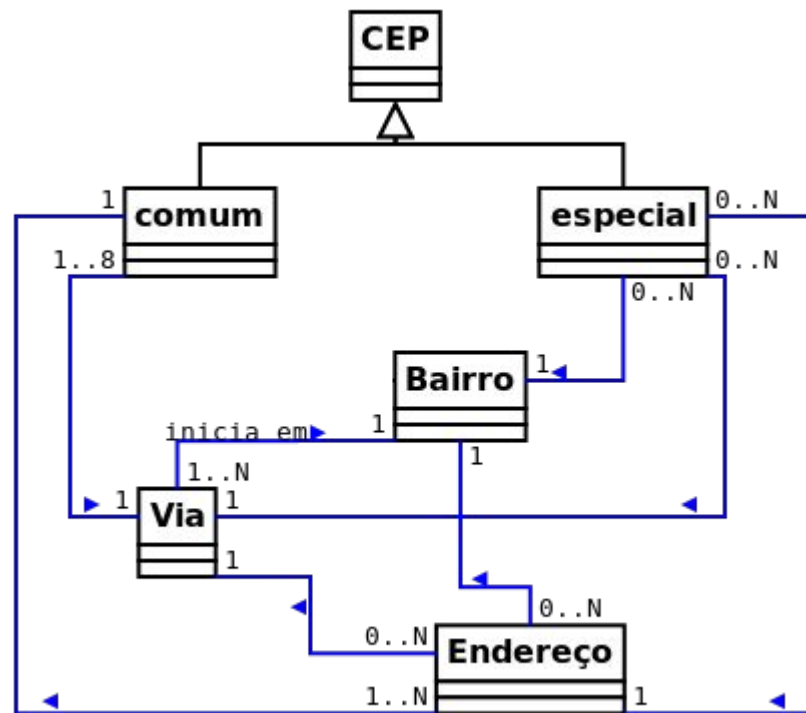 CEP
1
comum
especial
0..N
1..8
0..N
0..N
Bairro
1
inicia em
1
1
1..N
1
Via
1
1
0..N
0..N
Endereço
1..N
1